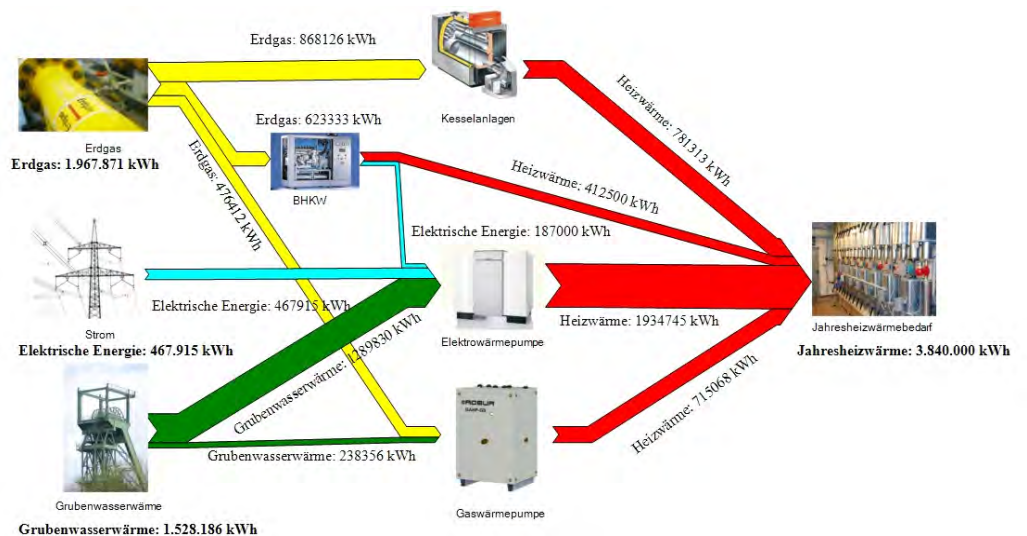 Erdgas: 868126 kWh
Kesselanlagen
Heizwärme: 781313 kWh
Erdgas
Erdgas: 1.967.871 kWh
Erdgas: 623333 kWh
BHKW
Erdgas: 476412 kWh
Heizwärme: 412500 kWh
Elektrische Energie: 187000 kWh
Elektrische Energie: 467915 kWh
Strom
Elektrische Energie: 467.915 kWh
Elektrowärmepumpe
Heizwärme: 1934745 kWh
Jahresheizwärmebedarf
Jahresheizwärme: 3.840.000 kWh
Grubenwasserwärme: 1289830 kWh
Grubenwasserwärme: 238356 kWh
ROBUR
Heizwärme: 715068 kWh
Grubenwasserwärme
Grubenwasserwärme: 1.528.186 kWh
Gaswärmepumpe